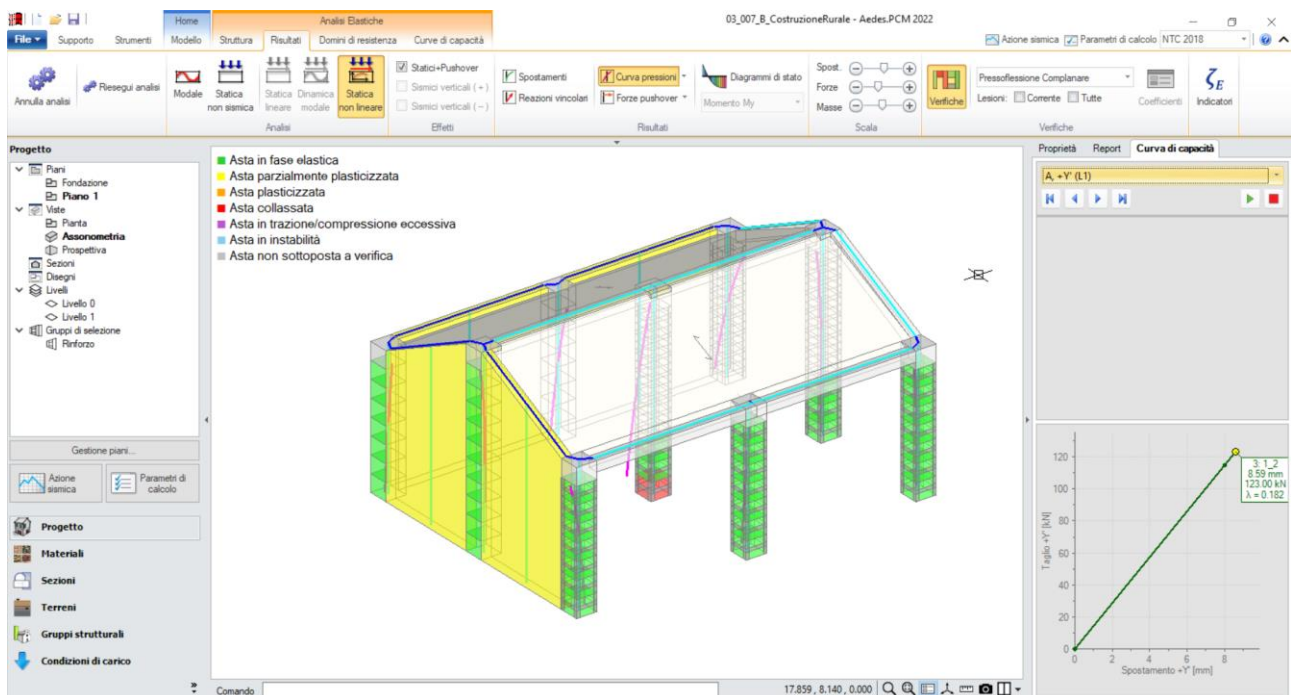 03_007_B_CostruzioneRurale - Aedes.PCM 2022
Home
Analisi Elastiche
File
Supporto
Strumenti
Modello
Struttura
Risultati
Domini di resistenza
Curve di capacità
Azione sismica
Parametri di calcolo
NTC 2018
Annulla analisi
Riesegui analisi
Modale
Statica non sismica
Statica lineare
Dinamica modale
Statica non lineare
Analisi
Statici+Pushover
Sismici verticali (+)
Sismici verticali (−)
Effetti
Spostamenti
Reazioni vincolari
Curva pressioni
Forze pushover
Diagrammi di stato
Momento My
Risultati
Spost.
Forze
Masse
Scala
Verifiche
Pressoflessione Complanare
Lesioni:
Corrente
Tutte
Coefficienti
Verifiche
ζE
Indicatori
Progetto
Piani
Fondazione
Piano 1
Viste
Pianta
Assonometria
Prospettiva
Sezioni
Disegni
Livelli
Livello 0
Livello 1
Gruppi di selezione
Rinforzo
Gestione piani...
Azione sismica
Parametri di calcolo
Progetto
Materiali
Sezioni
Terreni
Gruppi strutturali
Condizioni di carico
Asta in fase elastica
Asta parzialmente plasticizzata
Asta plasticizzata
Asta collassata
Asta in trazione/compressione eccessiva
Asta in instabilità
Asta non sottoposta a verifica
Comando
17.859 , 8.140 , 0.000
Proprietà
Report
Curva di capacità
A, +Y' (L1)
120
100
80
60
40
20
0
Taglio +Y' [kN]
3: 1_2
8.59 mm
123.00 kN
λ = 0.182
0
2
4
6
8
Spostamento +Y' [mm]